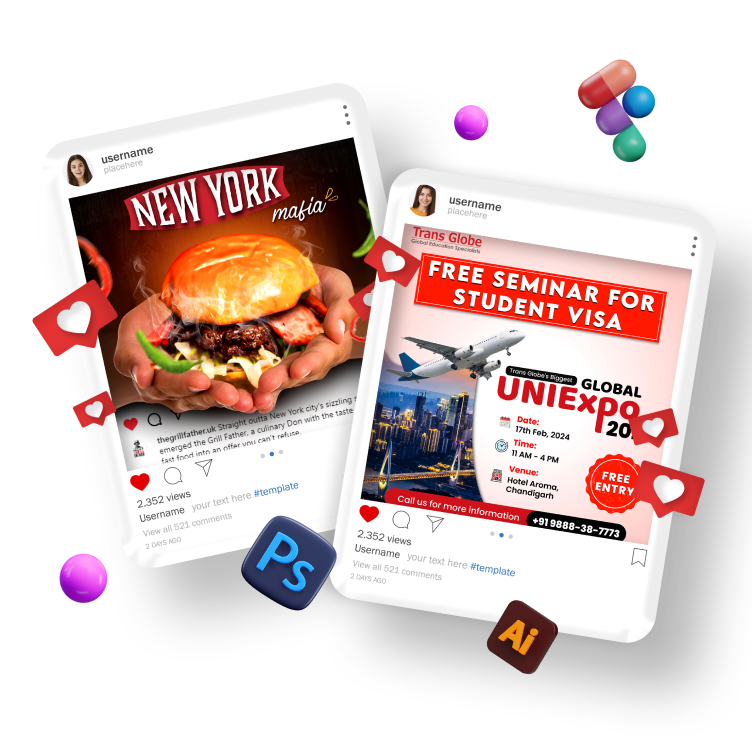 username
placehere
NEW YORK
mafia
thegrillfather.uk Straight outta New York city's sizzling
emerged the Grill Father, a culinary Don with the taste
fast food into an offer you can't refuse.
2.352 views
Username your text here #template
View all 521 comments
2 DAYS AGO
username
placehere
Trans Globe
Global Education Specialists
FREE SEMINAR FOR
STUDENT VISA
Trans Globe's Biggest
GLOBAL
UNIExpo
Date:
17th Feb, 2024
Time:
11 AM - 4 PM
Venue:
Hotel Aroma,
Chandigarh
FREE
ENTRY
Call us for more information
+91 9888-38-7773
2.352 views
Username your text here #template
View all 521 comments
2 DAYS AGO
Ps
Ai